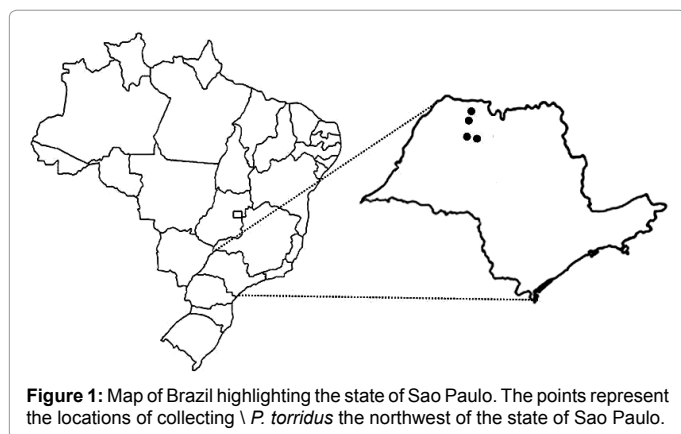 Figure 1: Map of Brazil highlighting the state of Sao Paulo. The points represent
the locations of collecting \ P. torridus the northwest of the state of Sao Paulo.